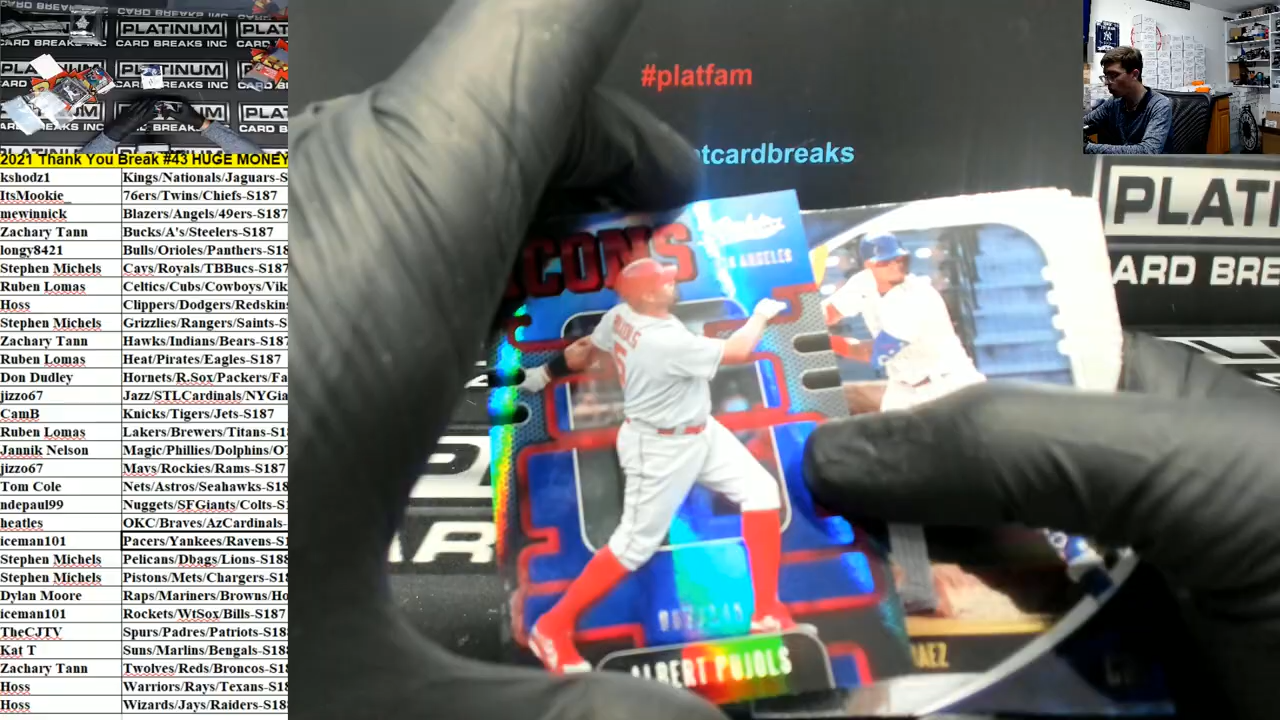 PLATINUM
CARD BREAKS INC
2021 Thank You Break #43 HUGE MONEY
kshodz1 Kings/Nationals/Jaguars-S
ItsMookie_ 76ers/Twins/Chiefs-S187
mewinnick Blazers/Angels/49ers-S187
Zachary Tann Bucks/A's/Steelers-S187
longy8421 Bulls/Orioles/Panthers-S18
Stephen Michels Cavs/Royals/TBBucs-S187
Ruben Lomas Celtics/Cubs/Cowboys/Vik
Hoss Clippers/Dodgers/Redskin
Stephen Michels Grizzlies/Rangers/Saints-S
Zachary Tann Hawks/Indians/Bears-S187
Ruben Lomas Heat/Pirates/Eagles-S187
Don Dudley Hornets/R.Sox/Packers/Fa
jizzo67 Jazz/STLCardinals/NYGia
CamB Knicks/Tigers/Jets-S187
Ruben Lomas Lakers/Brewers/Titans-S18
Jannik Nelson Magic/Phillies/Dolphins/O
jizzo67 Mavs/Rockies/Rams-S187
Tom Cole Nets/Astros/Seahawks-S18
ndepaul99 Nuggets/SFGiants/Colts-S
heatles OKC/Braves/AzCardinals-
iceman101 Pacers/Yankees/Ravens-S1
Stephen Michels Pelicans/Dbags/Lions-S188
Stephen Michels Pistons/Mets/Chargers-S18
Dylan Moore Raps/Mariners/Browns/Ho
iceman101 Rockets/WtSox/Bills-S187
TheCJTV Spurs/Padres/Patriots-S18
Kat T Suns/Marlins/Bengals-S18
Zachary Tann Twolves/Reds/Broncos-S1
Hoss Warriors/Rays/Texans-S18
Hoss Wizards/Jays/Raiders-S18
#platfam
tcardbreaks
ICONS
ANGELES
PUJOLS
5
ALBERT PUJOLS
BAEZ
PLATI
ARD BRE